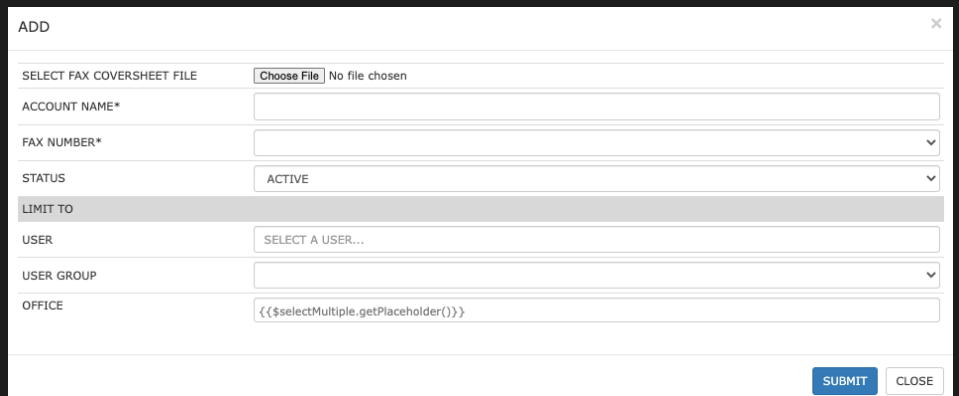 ADD ×
SELECT FAX COVERSHEET FILE Choose File No file chosen
ACCOUNT NAME*
FAX NUMBER*
STATUS ACTIVE
LIMIT TO
USER SELECT A USER...
USER GROUP
OFFICE {{$selectMultiple.getPlaceholder()}}
SUBMIT CLOSE